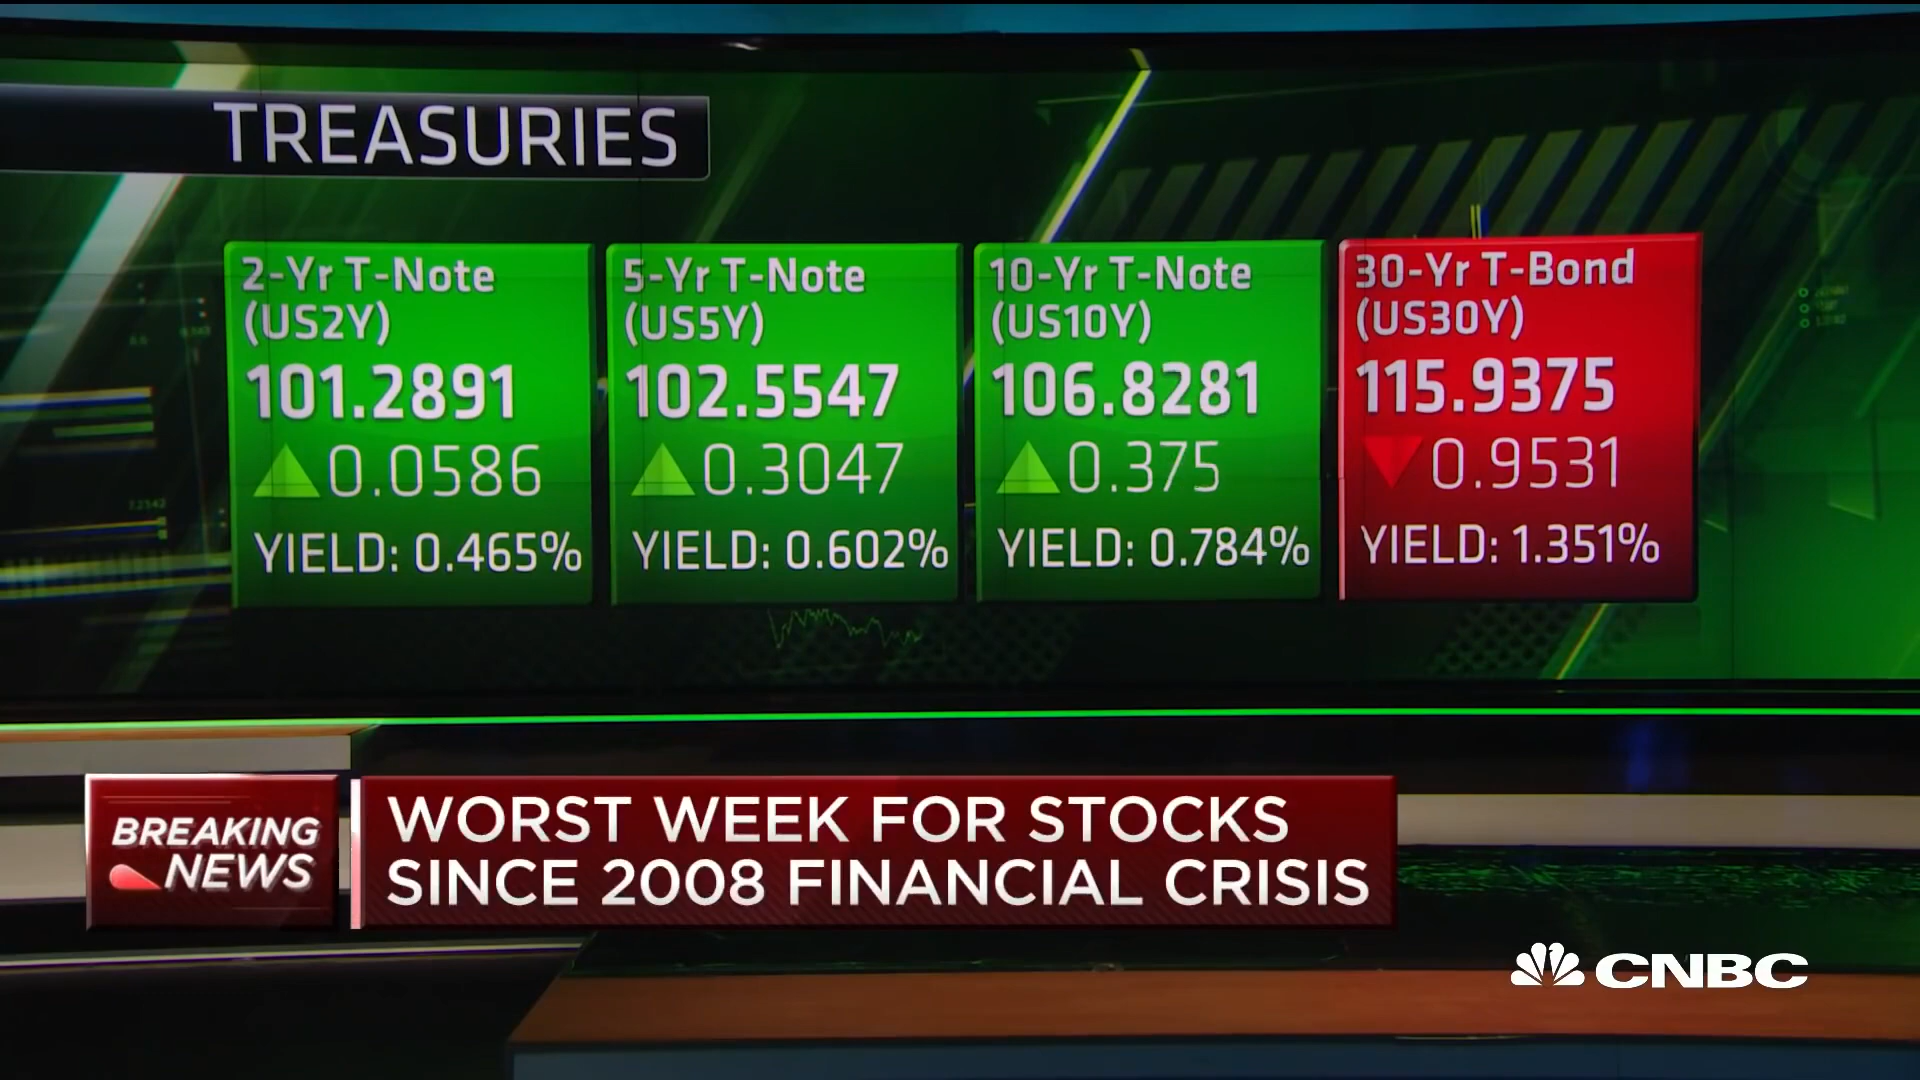 TREASURIES
2-Yr T-Note
(US2Y)
101.2891
▲0.0586
YIELD: 0.465%
5-Yr T-Note
(US5Y)
102.5547
▲0.3047
YIELD: 0.602%
10-Yr T-Note
(US10Y)
106.8281
▲0.375
YIELD: 0.784%
30-Yr T-Bond
(US30Y)
115.9375
▼0.9531
YIELD: 1.351%
BREAKING
NEWS
WORST WEEK FOR STOCKS
SINCE 2008 FINANCIAL CRISIS
CNBC